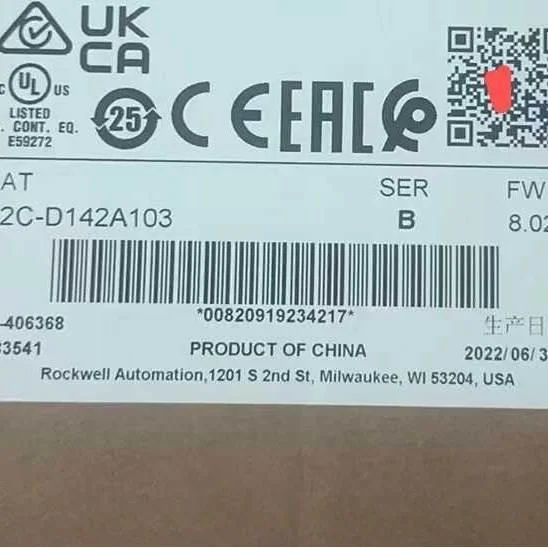 UK
CA
C UL US
LISTED
. CONT. EQ.
E59272
25
CE EAC
AT
SER
FW
2C-D142A103
B
8.02
*00820919234217*
-406368
生产日
3541
PRODUCT OF CHINA
2022/06/3
Rockwell Automation,1201 S 2nd St, Milwaukee, WI 53204, USA